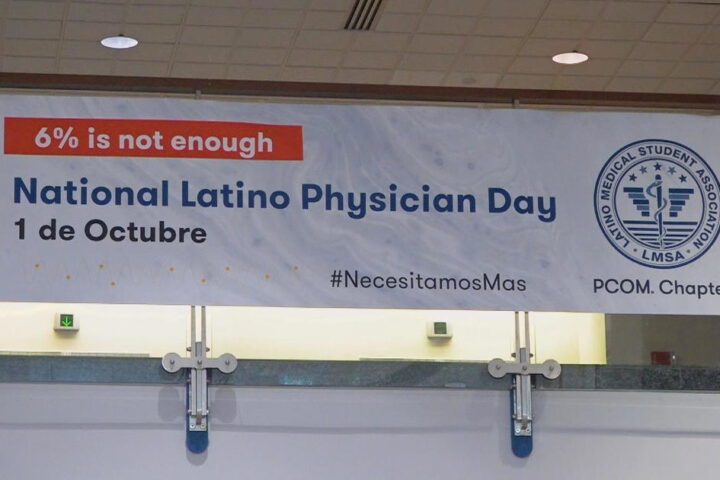 6% is not enough
National Latino Physician Day
1 de Octubre
#NecesitamosMas
LATINO MEDICAL STUDENT ASSOCIATION
· LMSA ·
PCOM. Chapte